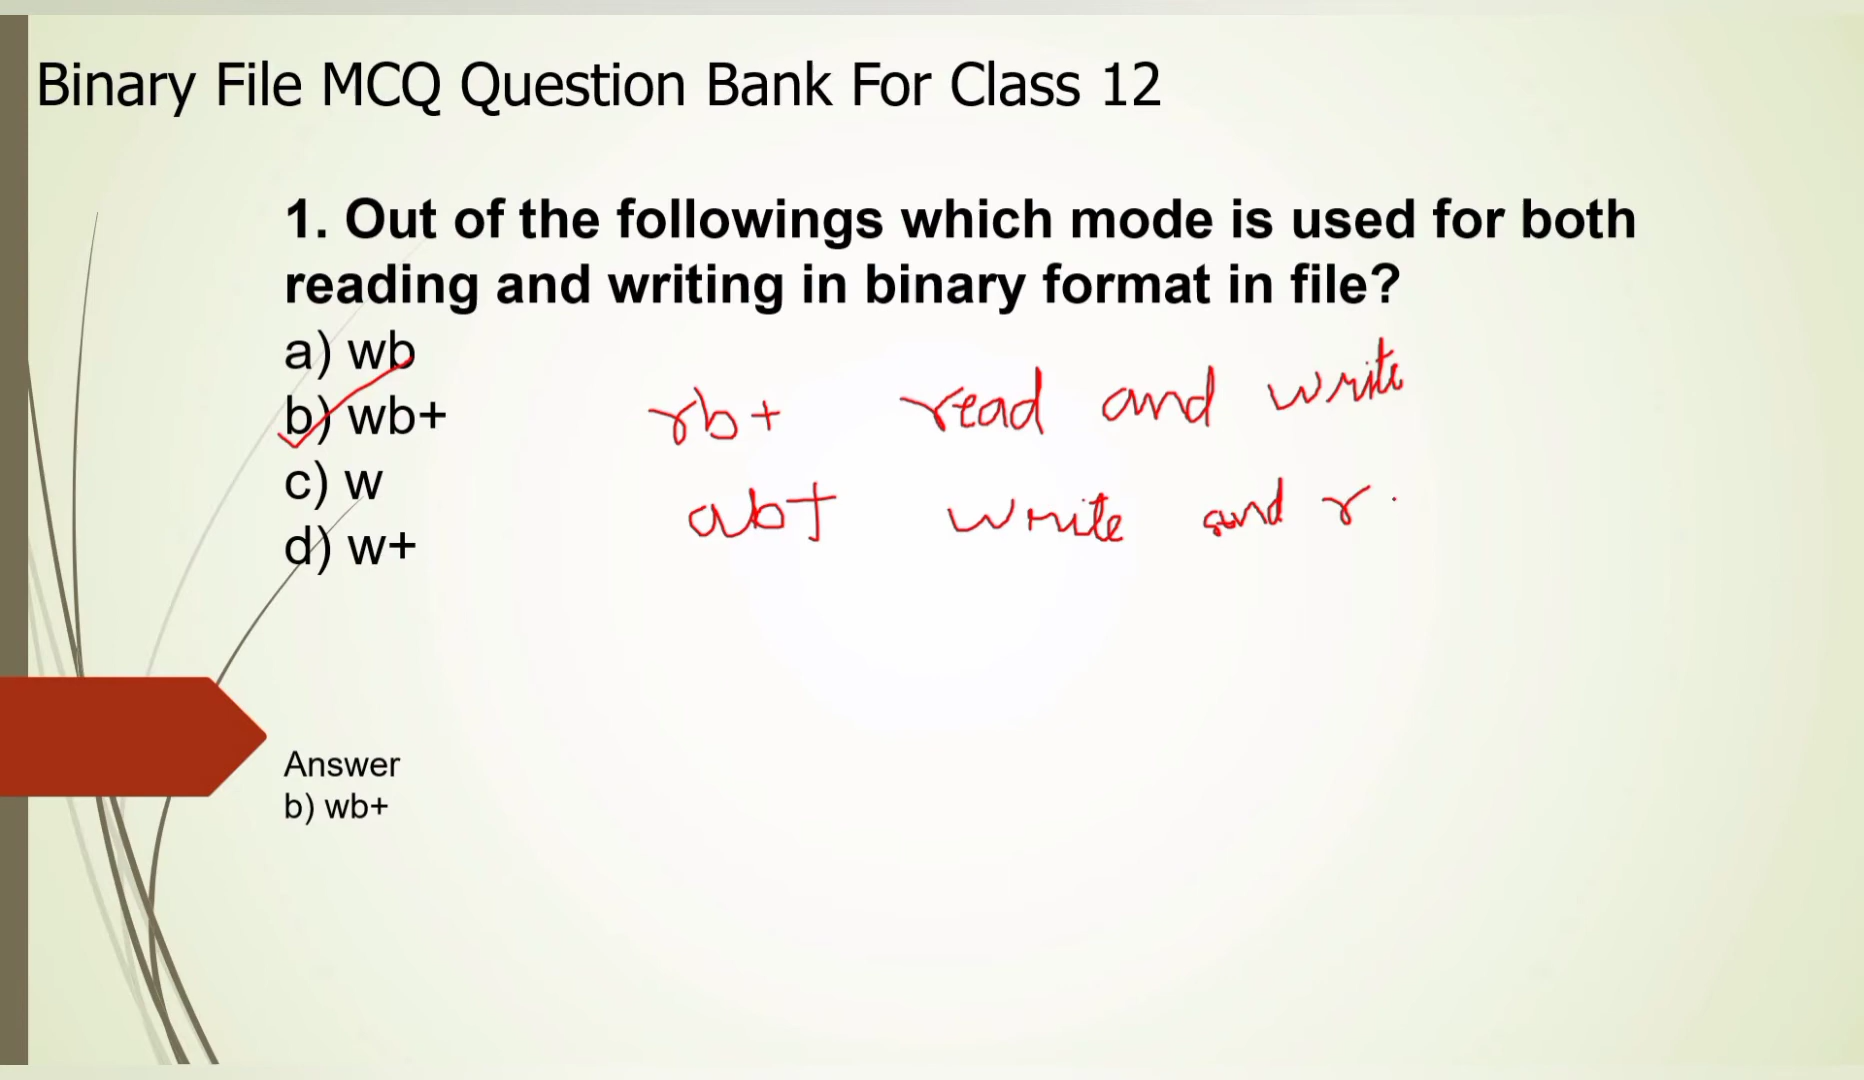 Binary File MCQ Question Bank For Class 12
1. Out of the followings which mode is used for both
reading and writing in binary format in file?
a) wb
b) wb+
c) w
d) w+
rb+ read and write
ab+ write and r.
Answer
b) wb+